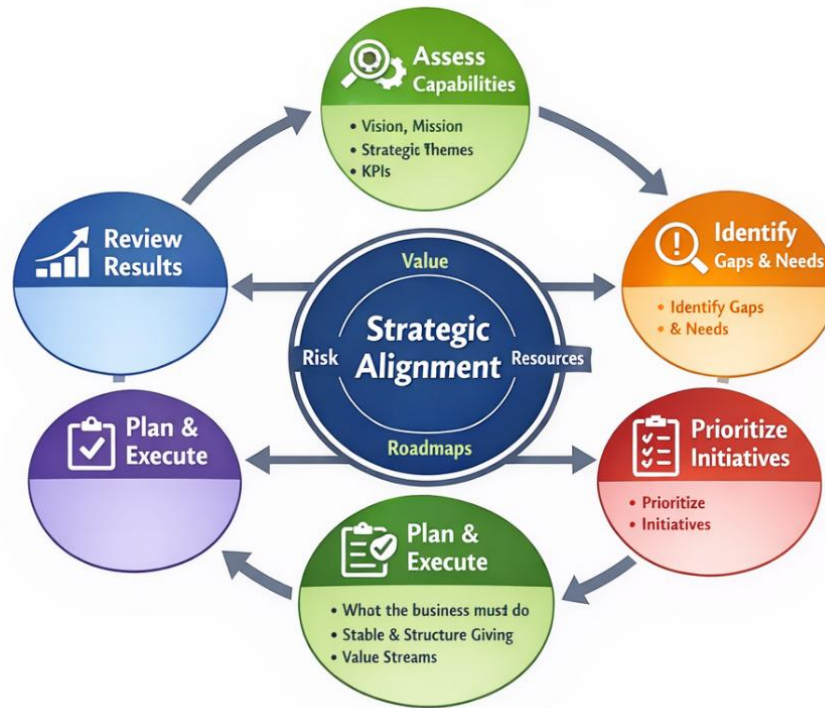 Assess
Capabilities
• Vision, Mission
• Strategic Themes
• KPIs
Identify
Gaps & Needs
• Identify Gaps
• & Needs
Prioritize
Initiatives
• Prioritize
• Initiatives
Plan &
Execute
• What the business must do
• Stable & Structure Giving
• Value Streams
Plan &
Execute
Review
Results
Value
Strategic
Alignment
Risk
Resources
Roadmaps